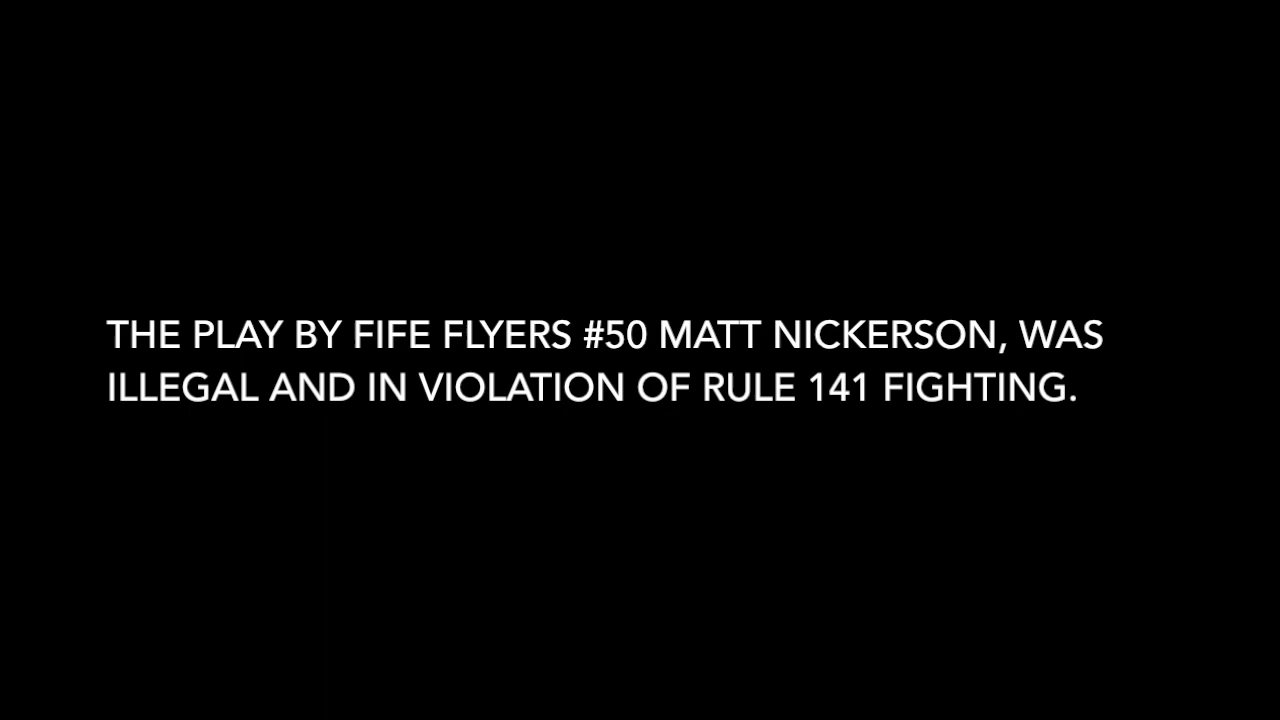 THE PLAY BY FIFE FLYERS #50 MATT NICKERSON, WAS
ILLEGAL AND IN VIOLATION OF RULE 141 FIGHTING.